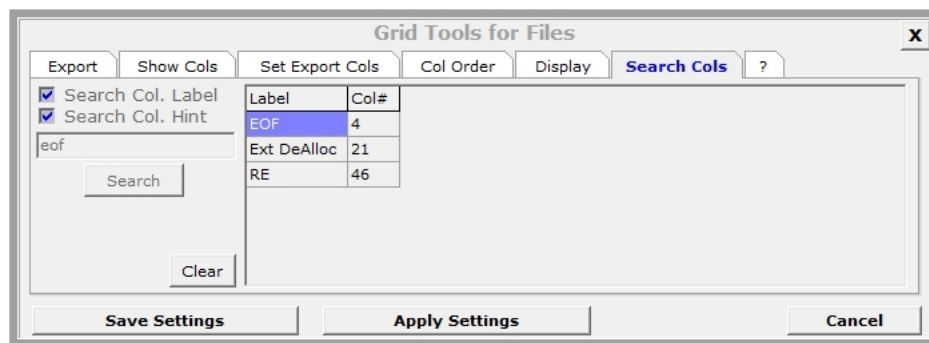 Grid Tools for Files
X
Export Show Cols Set Export Cols Col Order Display Search Cols ?
Search Col. Label
Search Col. Hint
eof
Search
Clear
Label Col#
EOF 4
Ext DeAlloc 21
RE 46
Save Settings Apply Settings Cancel